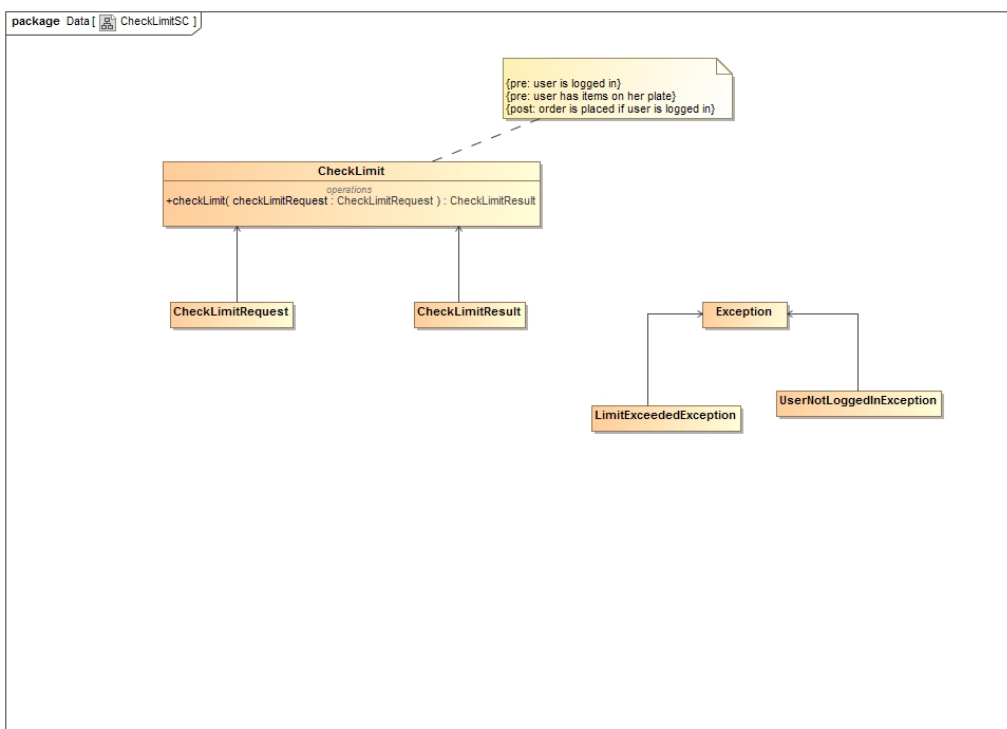 package Data [ CheckLimitSC ]
{pre: user is logged in}
{pre: user has items on her plate}
{post: order is placed if user is logged in}
CheckLimit
operations
+checkLimit( checkLimitRequest : CheckLimitRequest ) : CheckLimitResult
CheckLimitRequest
CheckLimitResult
Exception
LimitExceededException
UserNotLoggedInException